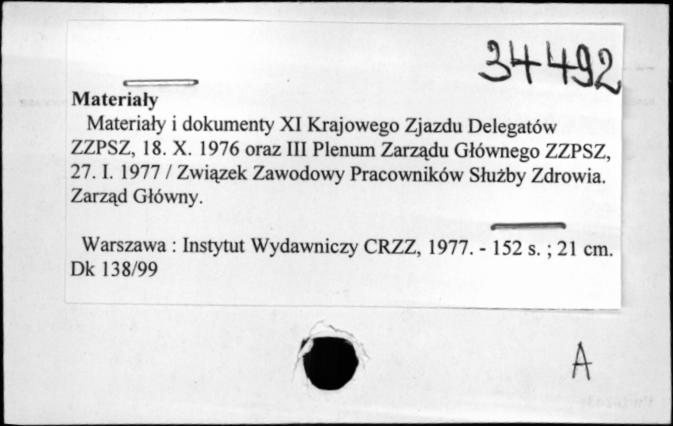 34492
Materiały
Materiały i dokumenty XI Krajowego Zjazdu Delegatów
ZZPSZ, 18. X. 1976 oraz III Plenum Zarządu Głównego ZZPSZ,
27. I. 1977 / Związek Zawodowy Pracowników Służby Zdrowia.
Zarząd Główny.
Warszawa : Instytut Wydawniczy CRZZ, 1977. - 152 s. ; 21 cm.
Dk 138/99
A